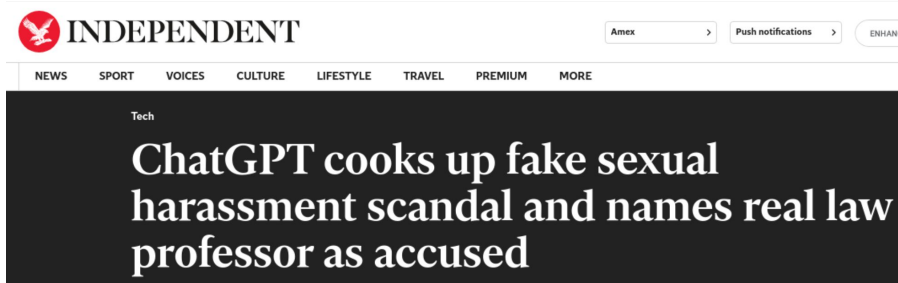 INDEPENDENT
Amex
Push notifications
NEWS SPORT VOICES CULTURE LIFESTYLE TRAVEL PREMIUM MORE
Tech
ChatGPT cooks up fake sexual
harassment scandal and names real law
professor as accused